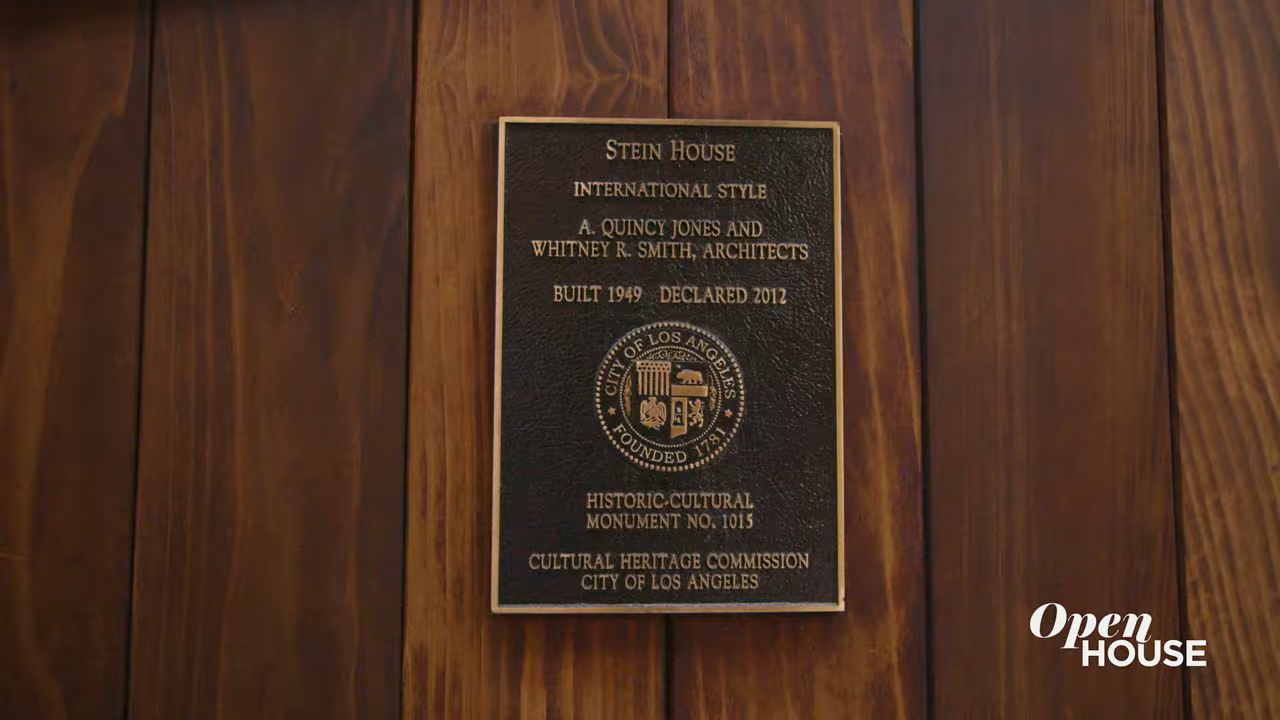 STEIN HOUSE
INTERNATIONAL STYLE
A. QUINCY JONES AND
WHITNEY R. SMITH, ARCHITECTS
BUILT 1949 DECLARED 2012
CITY OF LOS ANGELES
FOUNDED 1781
HISTORIC-CULTURAL
MONUMENT NO. 1015
CULTURAL HERITAGE COMMISSION
CITY OF LOS ANGELES
Open
HOUSE